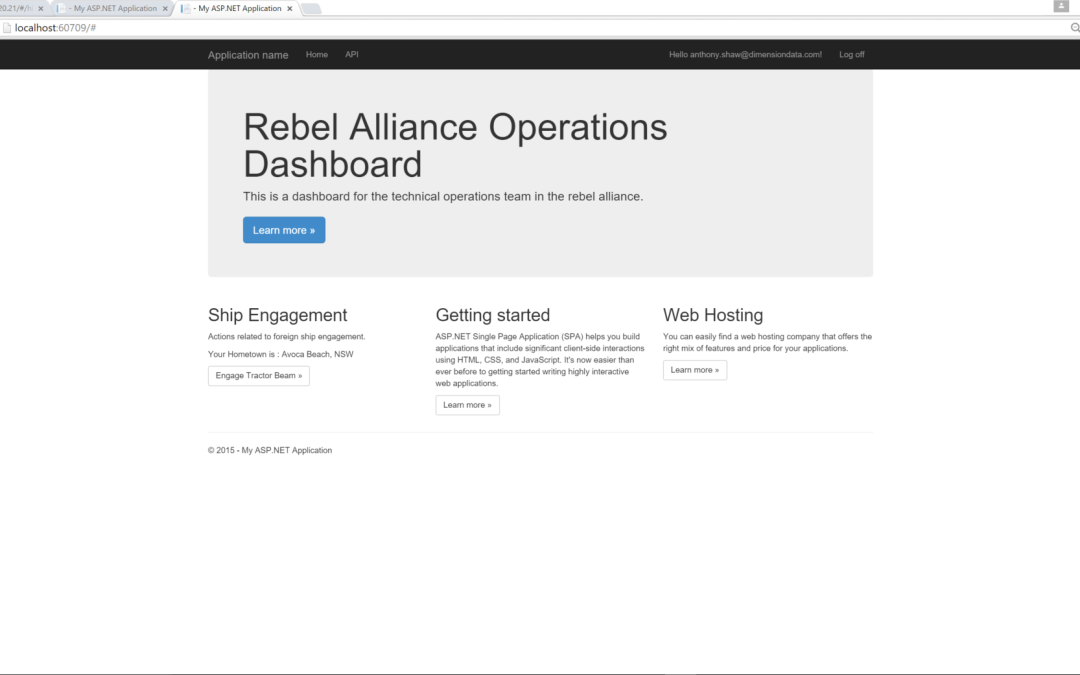 20.21/#/h
- My ASP.NET Application
- My ASP.NET Application
localhost:60709/#
Application name Home API Hello anthony.shaw@dimensiondata.com! Log off
Rebel Alliance Operations
Dashboard
This is a dashboard for the technical operations team in the rebel alliance.
Learn more »
Ship Engagement
Actions related to foreign ship engagement.
Your Hometown is : Avoca Beach, NSW
Engage Tractor Beam »
Getting started
ASP.NET Single Page Application (SPA) helps you build
applications that include significant client-side interactions
using HTML, CSS, and JavaScript. It's now easier than
ever before to getting started writing highly interactive
web applications.
Learn more »
Web Hosting
You can easily find a web hosting company that offers the
right mix of features and price for your applications.
Learn more »
© 2015 - My ASP.NET Application